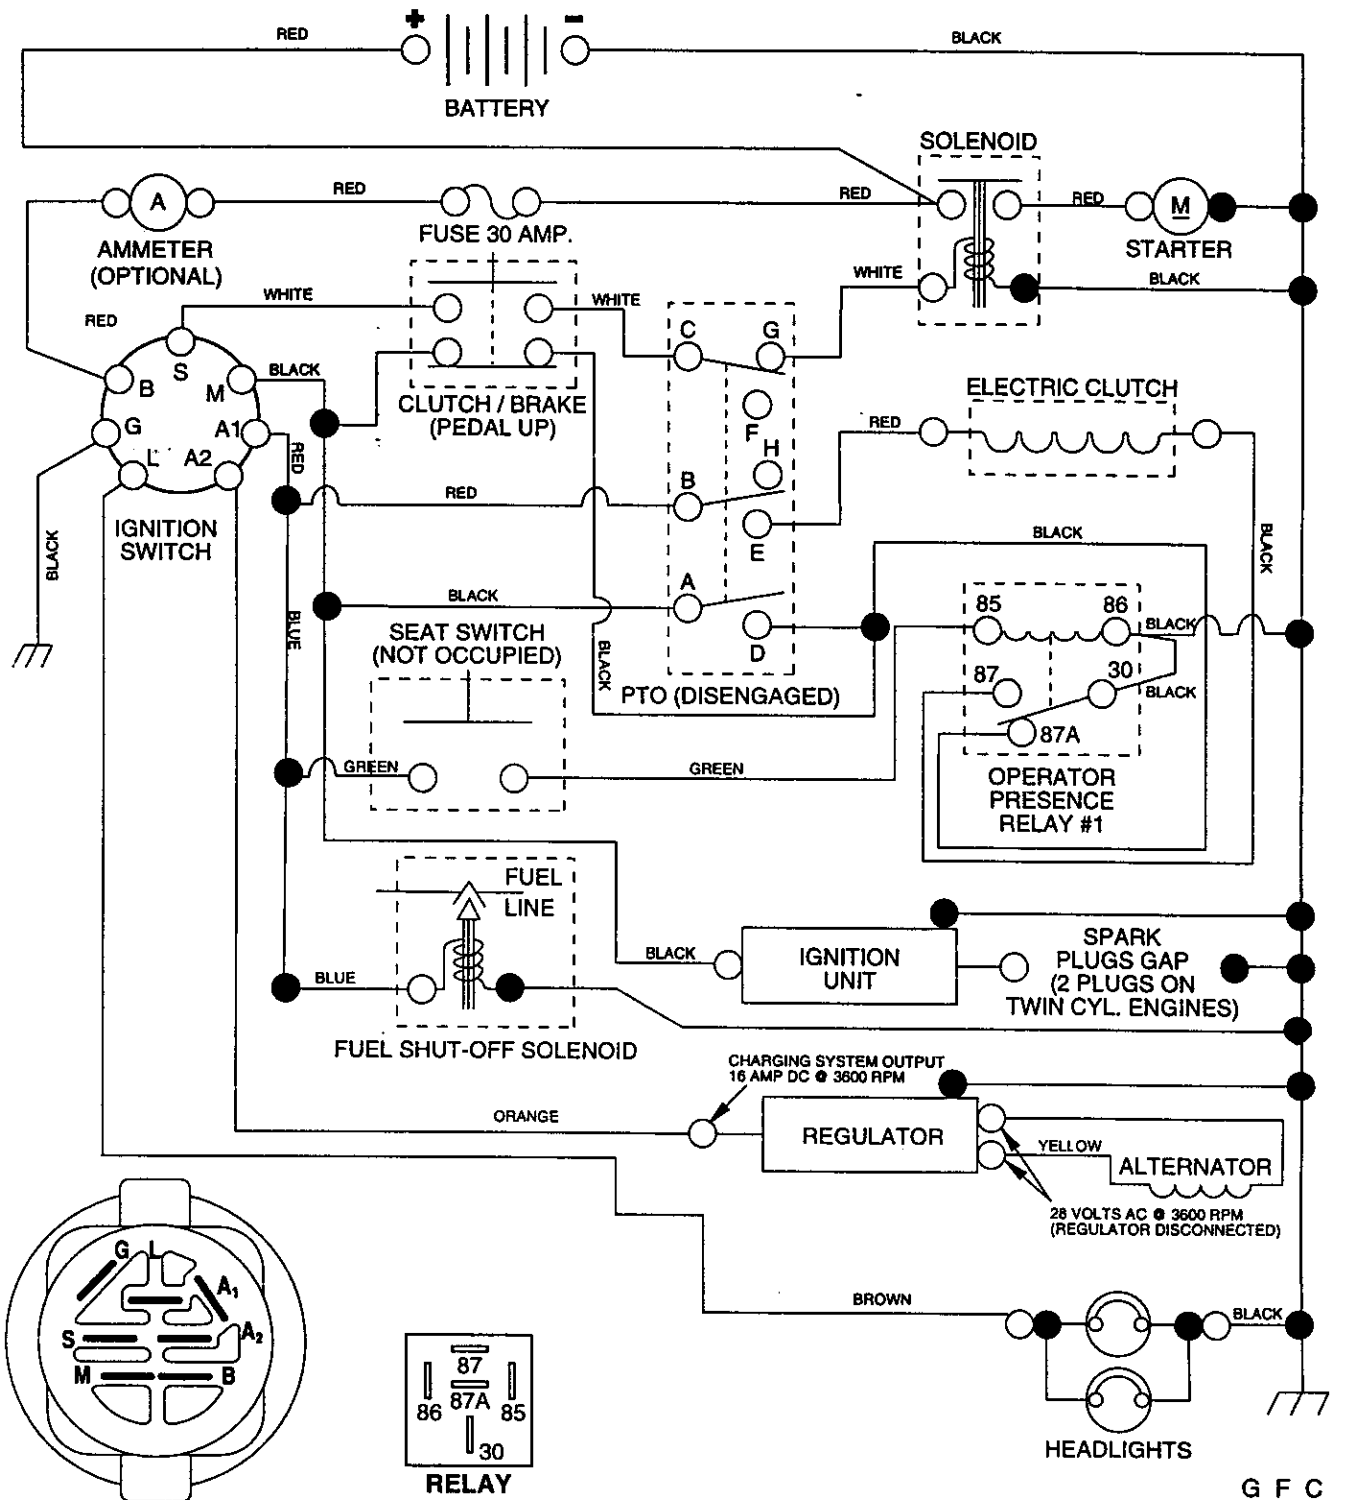 RED
+
-
BLACK
BATTERY
SOLENOID
A
RED
RED
RED
M
FUSE 30 AMP.
AMMETER
(OPTIONAL)
STARTER
WHITE
WHITE
WHITE
BLACK
RED
C
G
S
B
M
BLACK
CLUTCH / BRAKE
(PEDAL UP)
F
ELECTRIC CLUTCH
RED
G
A1
L
A2
RED
H
B
RED
IGNITION
SWITCH
E
BLACK
BLACK
BLACK
A
BLACK
85
86
BLACK
BLUE
SEAT SWITCH
(NOT OCCUPIED)
D
BLACK
87
30
BLACK
PTO (DISENGAGED)
87A
GREEN
GREEN
OPERATOR
PRESENCE
RELAY #1
FUEL
LINE
BLACK
IGNITION
UNIT
SPARK
PLUGS GAP
(2 PLUGS ON
TWIN CYL. ENGINES)
BLUE
FUEL SHUT-OFF SOLENOID
CHARGING SYSTEM OUTPUT
16 AMP DC @ 3600 RPM
ORANGE
REGULATOR
YELLOW
ALTERNATOR
28 VOLTS AC @ 3600 RPM
(REGULATOR DISCONNECTED)
G
L
A1
S
A2
M
B
BROWN
BLACK
87
87A
86
85
30
RELAY
HEADLIGHTS
G F C